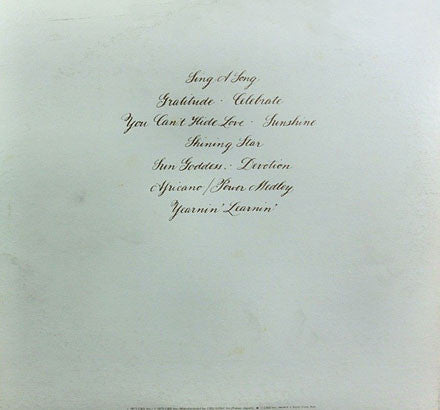 Sing A Song
Gratitude · Celebrate
You Can't Hide Love · Sunshine
Shining Star
Sun Goddess · Devotion
Africano / Power Medley
Yearnin' Learnin'